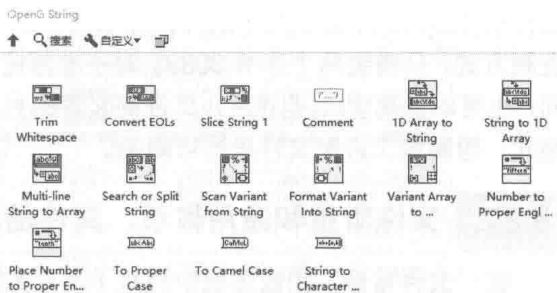 OpenG String
搜索 自定义
Trim Whitespace
Convert EOLs
Slice String 1
Comment
1D Array to String
String to 1D Array
Multi-line String to Array
Search or Split String
Scan Variant from String
Format Variant Into String
Variant Array to ...
Number to Proper Engl ...
Place Number to Proper En...
To Proper Case
To Camel Case
String to Character ...